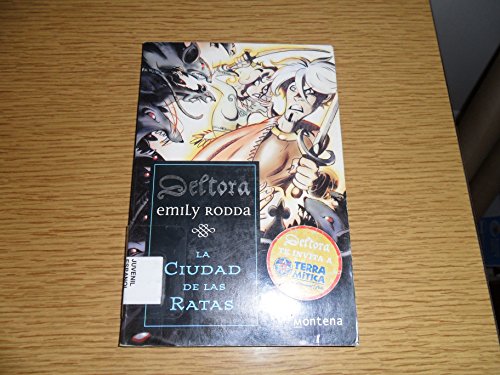 Deltora
EMILY RODDA
LA
CIUDAD
DE LAS
RATAS
Deltora
TE INVITA A
TERRA
MÍTICA
montena
JUVENIL